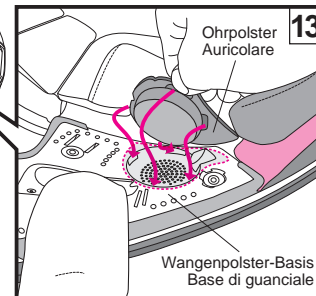 13
Ohrpolster
Auricolare
Wangenpolster-Basis
Base di guanciale